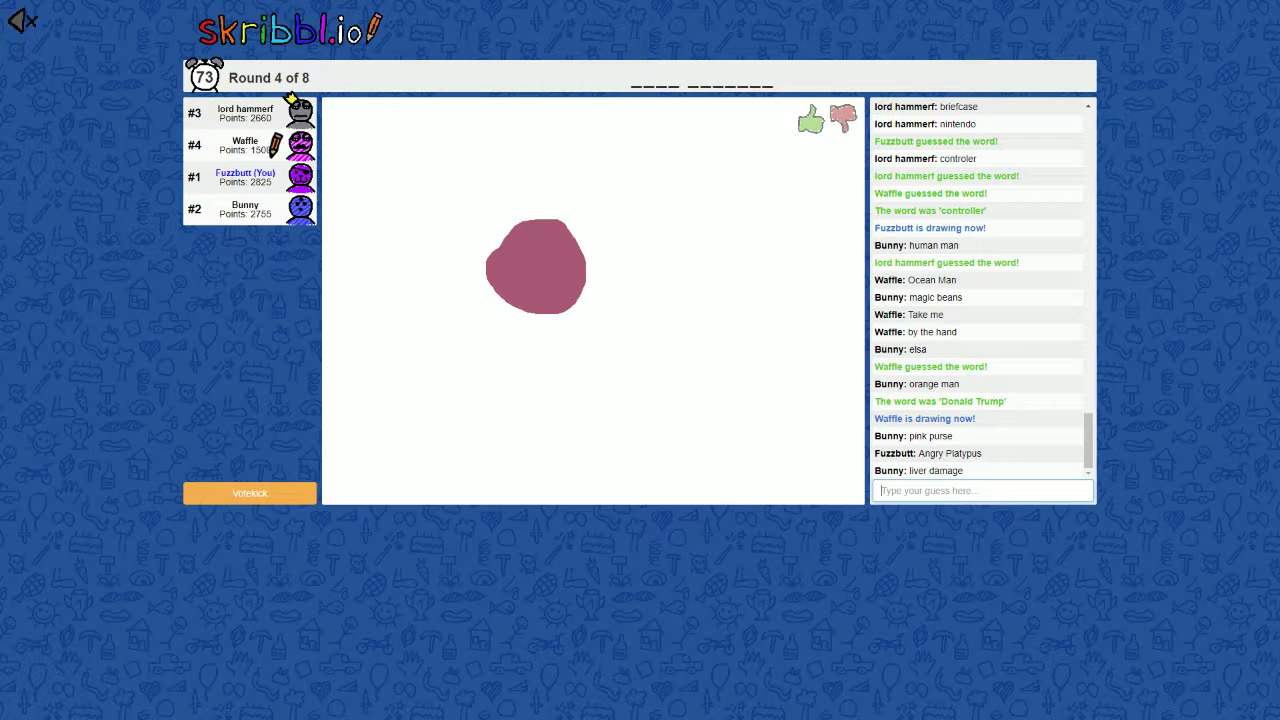 skribbl.io
73 Round 4 of 8
____ _______
#3 lord hammerf
Points: 2660
#4 Waffle
Points: 150
#1 Fuzzbutt (You)
Points: 2825
#2 Bunny
Points: 2755
Votekick
lord hammerf: briefcase
lord hammerf: nintendo
Fuzzbutt guessed the word!
lord hammerf: controler
lord hammerf guessed the word!
Waffle guessed the word!
The word was 'controller'
Fuzzbutt is drawing now!
Bunny: human man
lord hammerf guessed the word!
Waffle: Ocean Man
Bunny: magic beans
Waffle: Take me
Waffle: by the hand
Bunny: elsa
Waffle guessed the word!
Bunny: orange man
The word was 'Donald Trump'
Waffle is drawing now!
Bunny: pink purse
Fuzzbutt: Angry Platypus
Bunny: liver damage
Type your guess here...